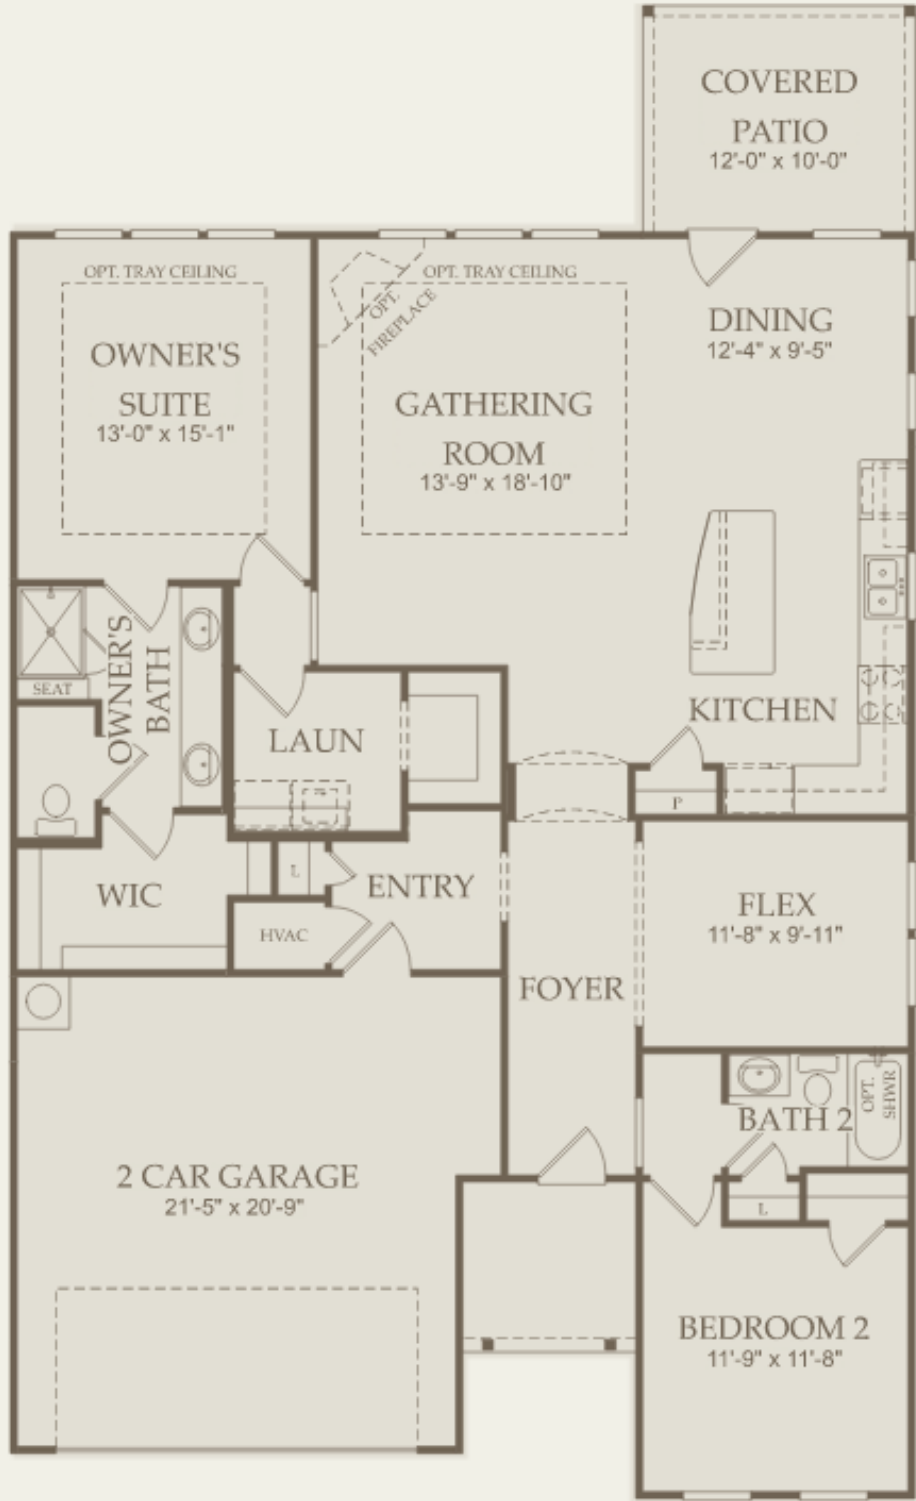 COVERED
PATIO
12'-0" x 10'-0"
OPT. TRAY CEILING
OWNER'S
SUITE
13'-0" x 15'-1"
OPT.
FIREPLACE
OPT. TRAY CEILING
GATHERING
ROOM
13'-9" x 18'-10"
DINING
12'-4" x 9'-5"
SEAT
OWNER'S
BATH
LAUN
KITCHEN
P
WIC
L
ENTRY
HVAC
FLEX
11'-8" x 9'-11"
FOYER
OPT.
SHWR
BATH 2
2 CAR GARAGE
21'-5" x 20'-9"
L
BEDROOM 2
11'-9" x 11'-8"